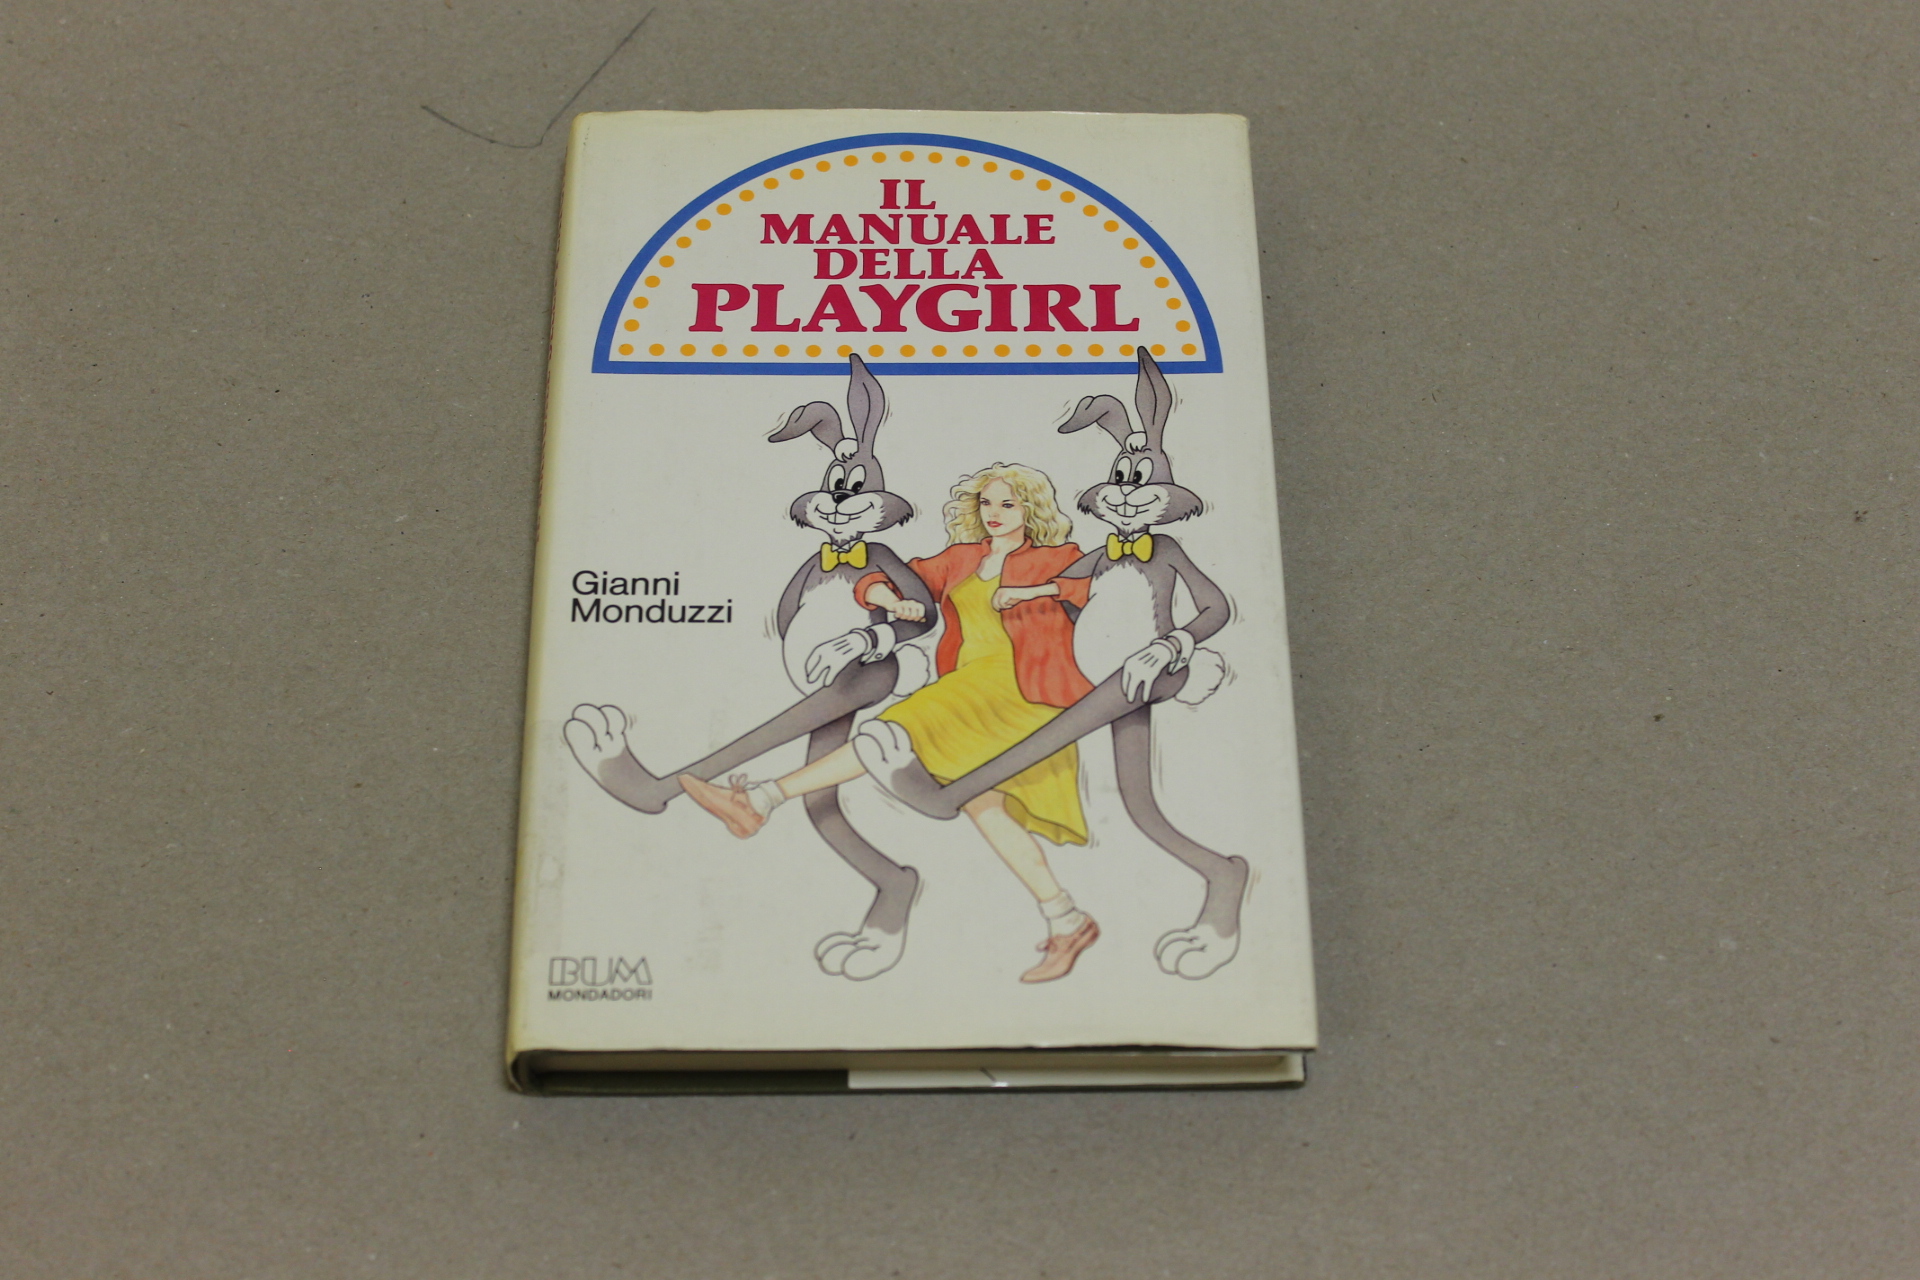 IL
MANUALE
DELLA
PLAYGIRL
Gianni
Monduzzi
BUM
MONDADORI